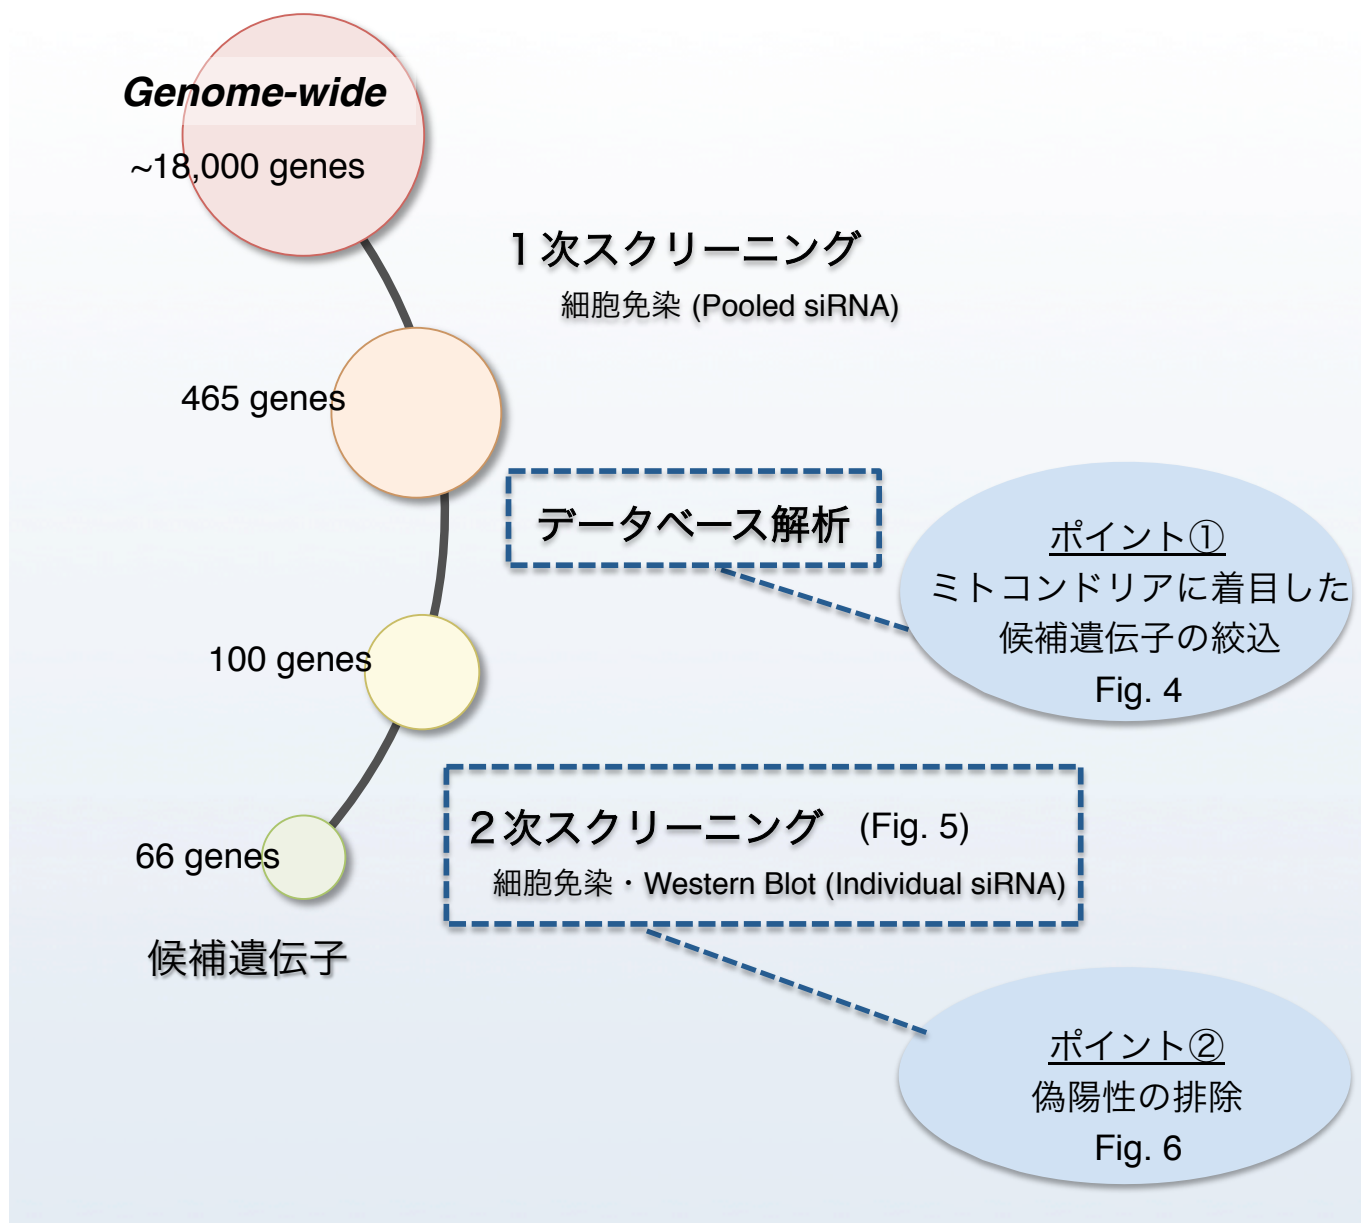 Genome-wide
~18,000 genes
１次スクリーニング
細胞免染 (Pooled siRNA)
465 genes
データベース解析
ポイント①
ミトコンドリアに着目した
候補遺伝子の絞込
Fig. 4
100 genes
２次スクリーニング (Fig. 5)
細胞免染・Western Blot (Individual siRNA)
66 genes
候補遺伝子
ポイント②
偽陽性の排除
Fig. 6